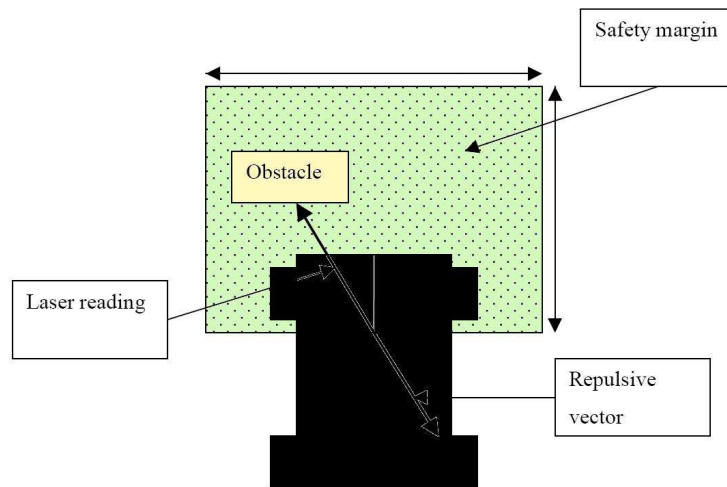 Safety margin
Obstacle
Laser reading
Repulsive
vector